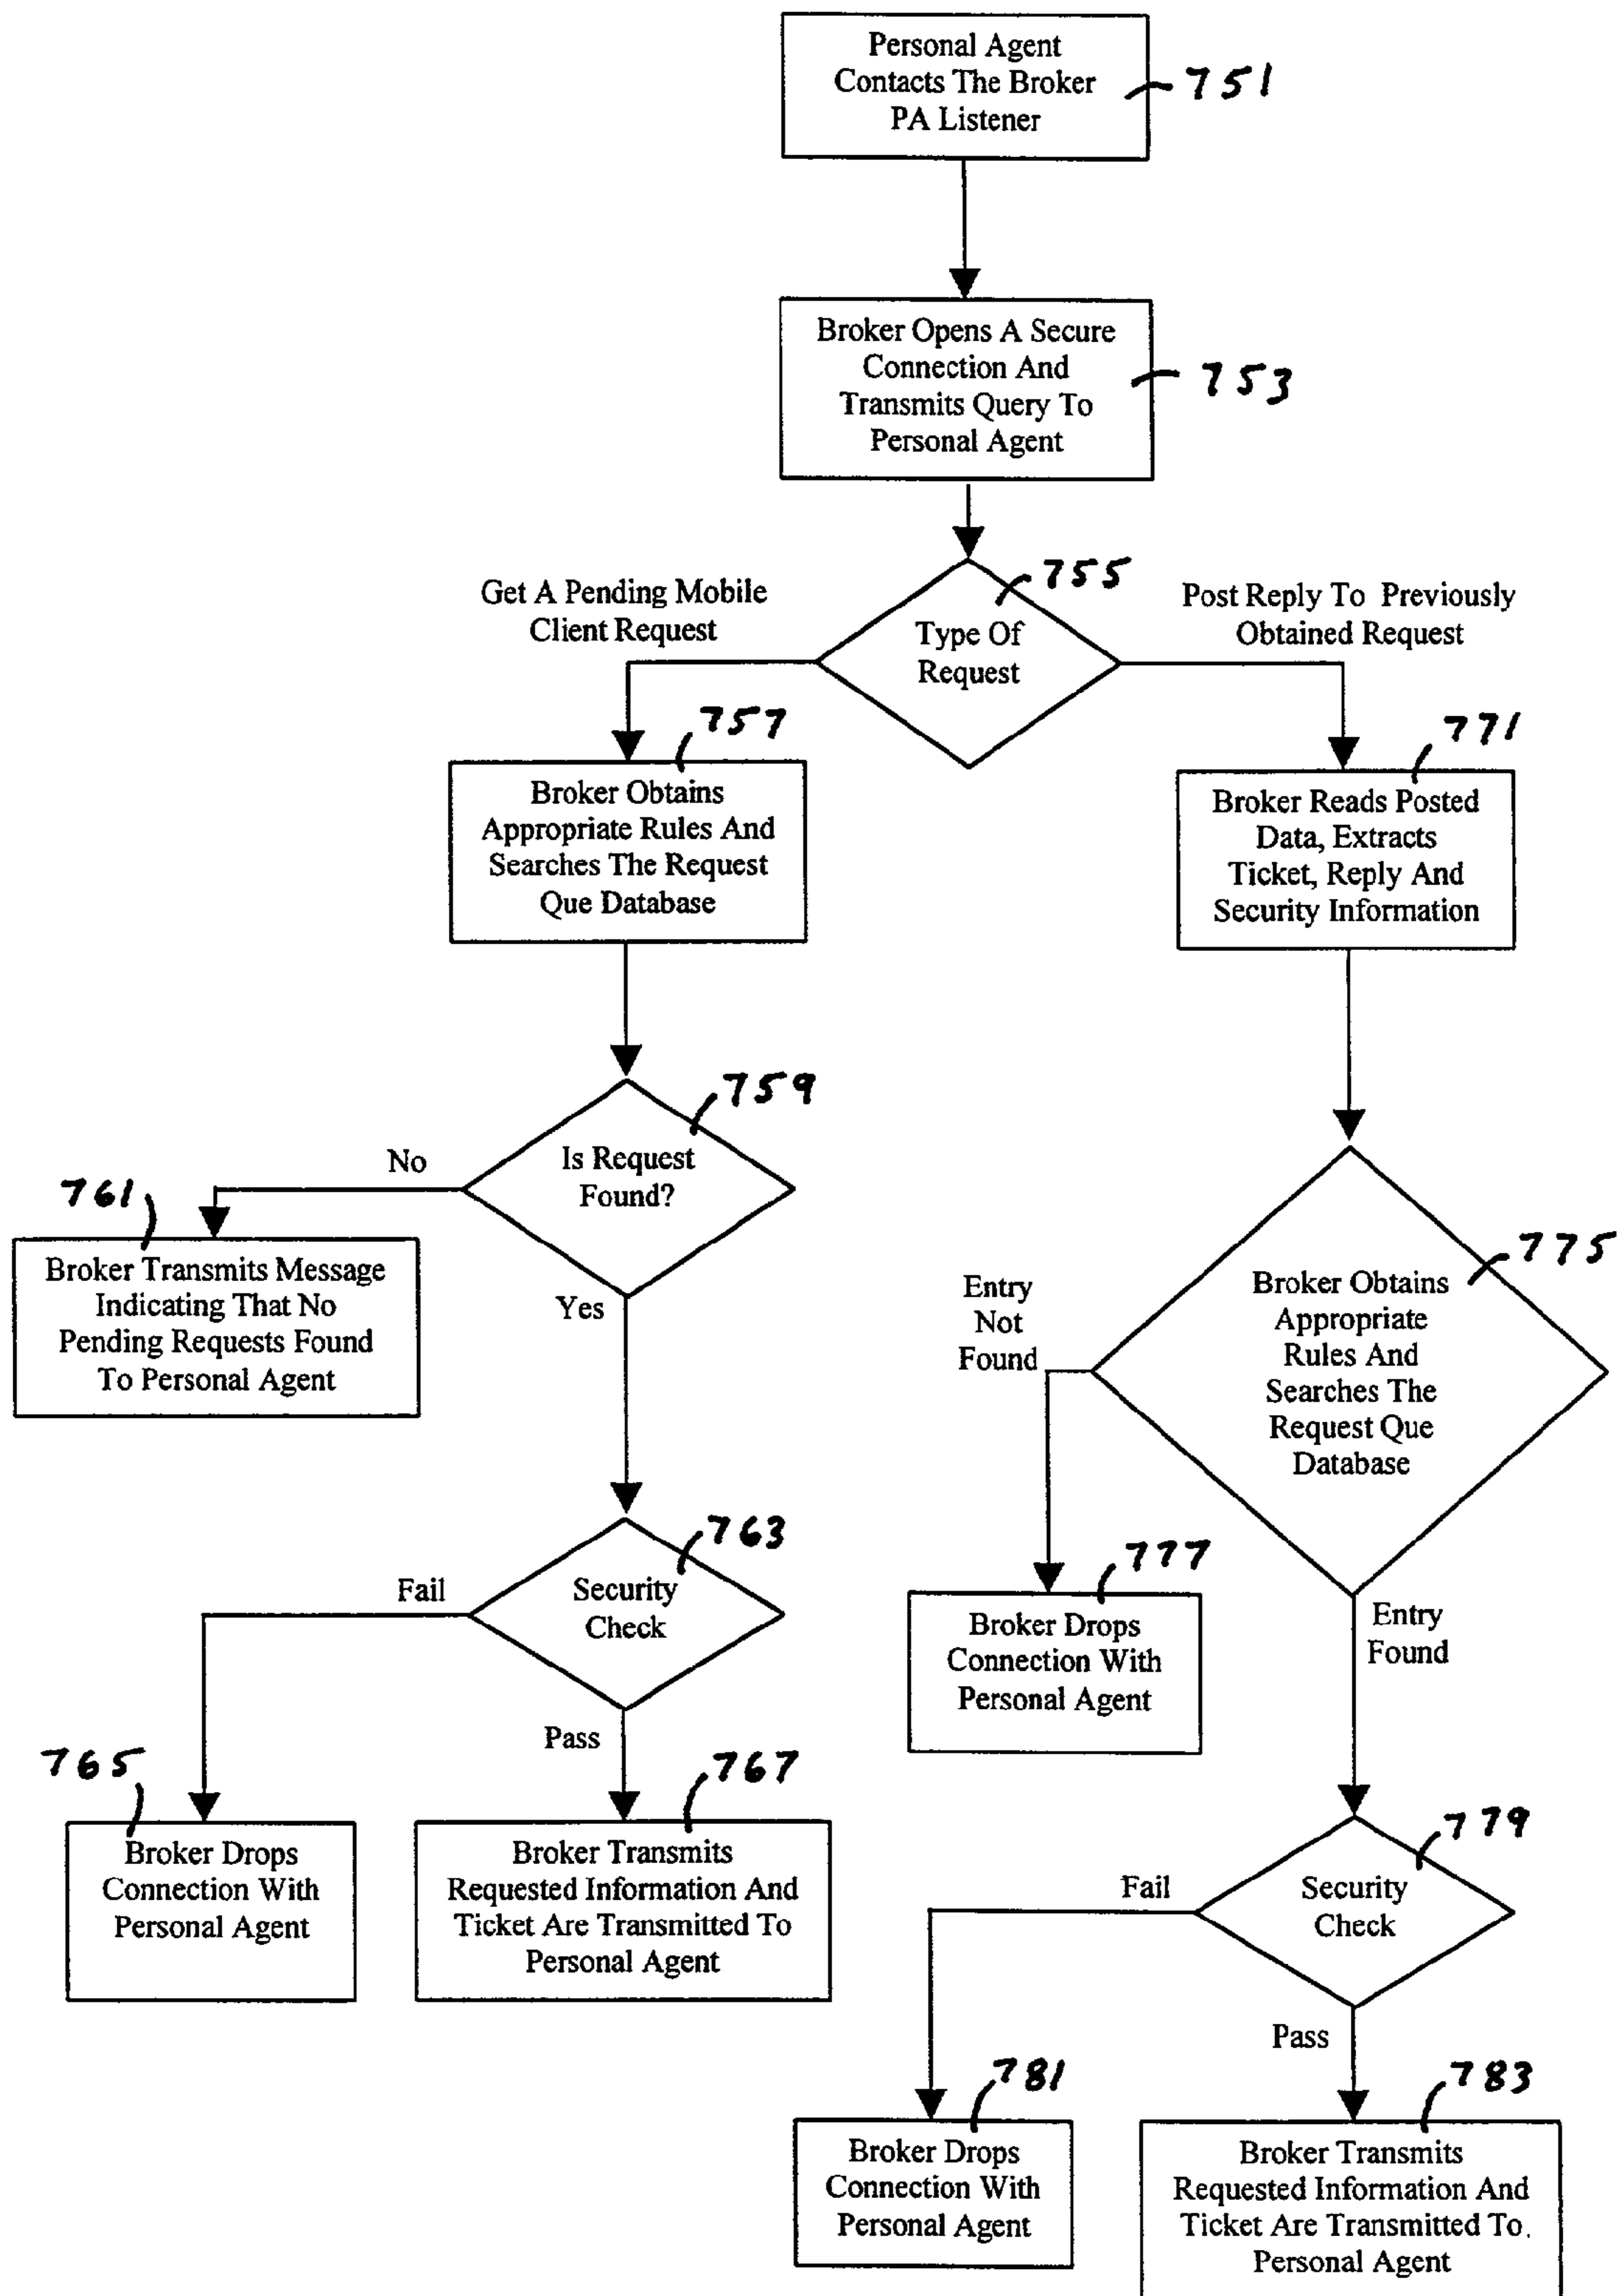 Personal Agent
Contacts The Broker
PA Listener
751
Broker Opens A Secure
Connection And
Transmits Query To
Personal Agent
753
755
Type Of
Request
Get A Pending Mobile
Client Request
Post Reply To Previously
Obtained Request
757
Broker Obtains
Appropriate Rules And
Searches The Request
Que Database
771
Broker Reads Posted
Data, Extracts
Ticket, Reply And
Security Information
759
Is Request
Found?
No
Yes
761
Broker Transmits Message
Indicating That No
Pending Requests Found
To Personal Agent
775
Broker Obtains
Appropriate
Rules And
Searches The
Request Que
Database
Entry
Not
Found
Entry
Found
763
Security
Check
Fail
Pass
777
Broker Drops
Connection With
Personal Agent
765
Broker Drops
Connection With
Personal Agent
767
Broker Transmits
Requested Information And
Ticket Are Transmitted To
Personal Agent
779
Security
Check
Fail
Pass
781
Broker Drops
Connection With
Personal Agent
783
Broker Transmits
Requested Information And
Ticket Are Transmitted To.
Personal Agent